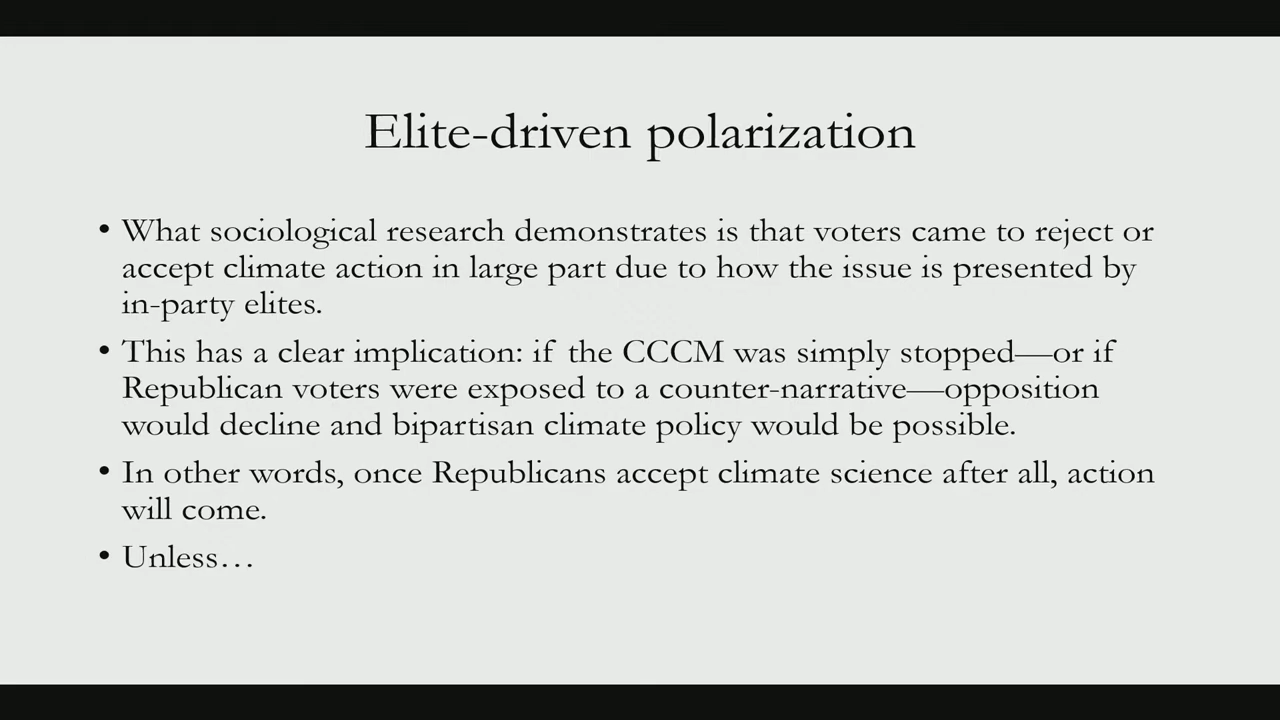 Elite-driven polarization
• What sociological research demonstrates is that voters came to reject or
accept climate action in large part due to how the issue is presented by
in-party elites.
• This has a clear implication: if the CCCM was simply stopped—or if
Republican voters were exposed to a counter-narrative—opposition
would decline and bipartisan climate policy would be possible.
• In other words, once Republicans accept climate science after all, action
will come.
• Unless…